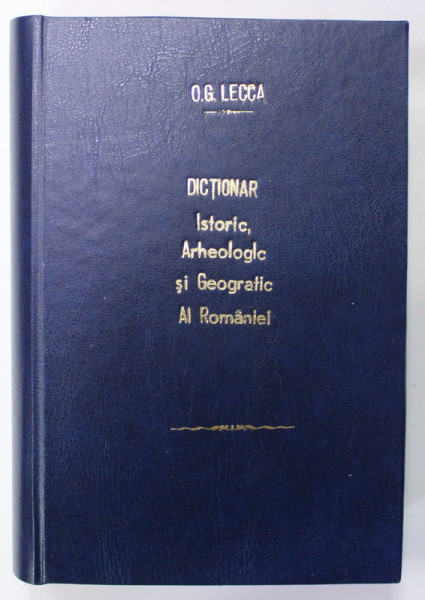 O.G. LECCA
DICȚIONAR
Istoric,
Arheologic
și Geografic
Al României